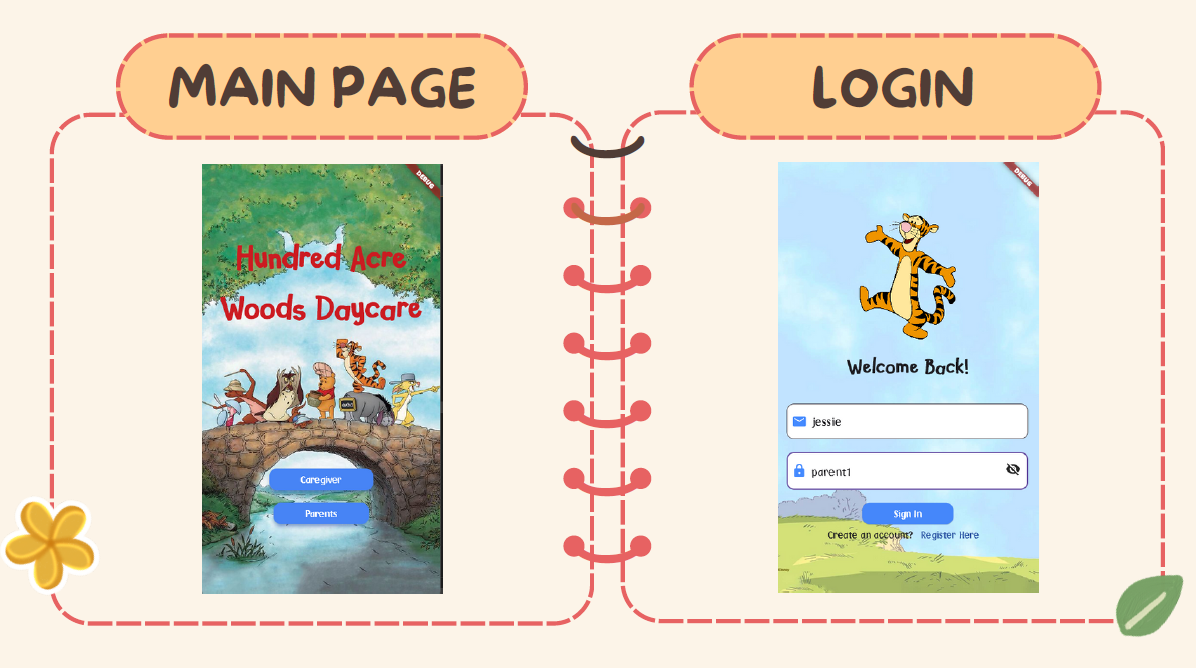 MAIN PAGE
DEBUG
Hundred Acre
Woods Daycare
Caregiver
Parents
LOGIN
DEBUG
Welcome Back!
jessie
parent1
Sign In
Create an account? Register Here